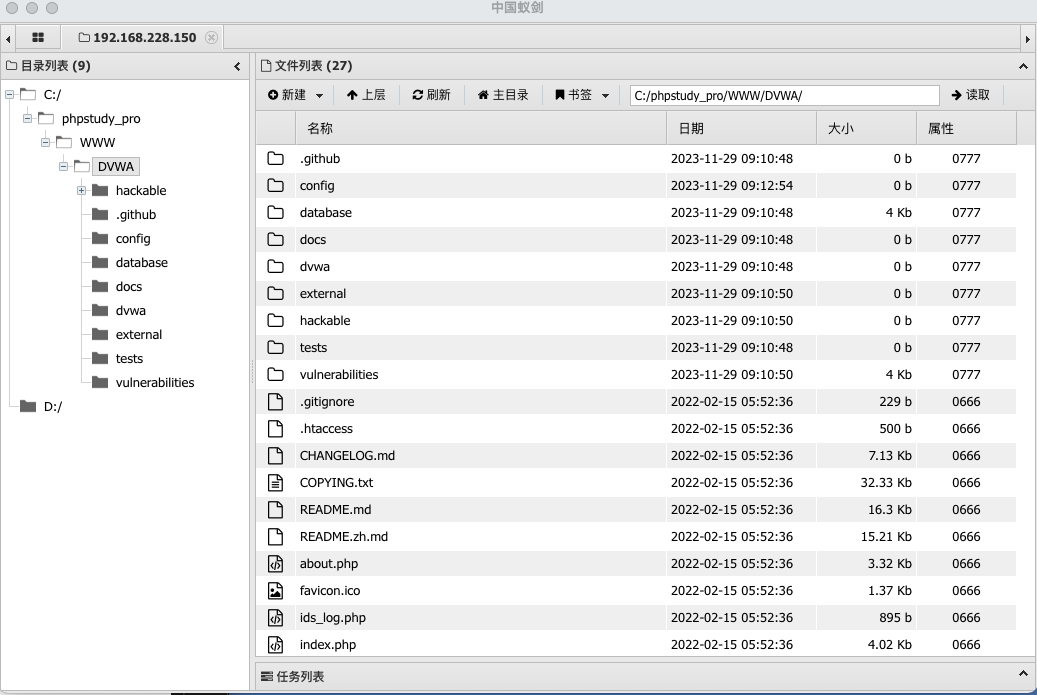 中国蚁剑
192.168.228.150
目录列表 (9)
C:/
phpstudy_pro
WWW
DVWA
hackable
.github
config
database
docs
dvwa
external
tests
vulnerabilities
D:/
文件列表 (27)
新建 上层 刷新 主目录 书签 C:/phpstudy_pro/WWW/DVWA/ 读取
名称 日期 大小 属性
.github 2023-11-29 09:10:48 0 b 0777
config 2023-11-29 09:12:54 0 b 0777
database 2023-11-29 09:10:48 4 Kb 0777
docs 2023-11-29 09:10:48 0 b 0777
dvwa 2023-11-29 09:10:48 0 b 0777
external 2023-11-29 09:10:50 0 b 0777
hackable 2023-11-29 09:10:50 0 b 0777
tests 2023-11-29 09:10:48 0 b 0777
vulnerabilities 2023-11-29 09:10:50 4 Kb 0777
.gitignore 2022-02-15 05:52:36 229 b 0666
.htaccess 2022-02-15 05:52:36 500 b 0666
CHANGELOG.md 2022-02-15 05:52:36 7.13 Kb 0666
COPYING.txt 2022-02-15 05:52:36 32.33 Kb 0666
README.md 2022-02-15 05:52:36 16.3 Kb 0666
README.zh.md 2022-02-15 05:52:36 15.21 Kb 0666
about.php 2022-02-15 05:52:36 3.32 Kb 0666
favicon.ico 2022-02-15 05:52:36 1.37 Kb 0666
ids_log.php 2022-02-15 05:52:36 895 b 0666
index.php 2022-02-15 05:52:36 4.02 Kb 0666
任务列表